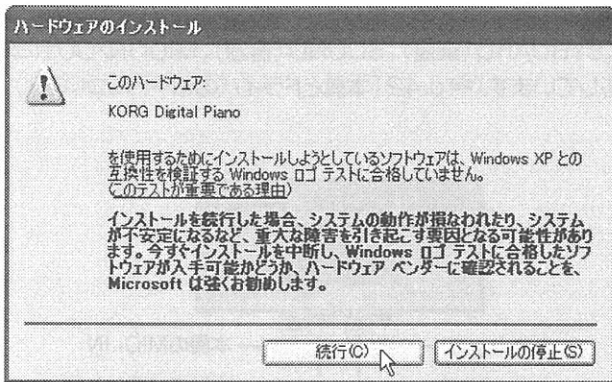 ハードウェアのインストール
このハードウェア:
KORG Digital Piano
を使用するためにインストールしようとしているソフトウェアは、Windows XP との
互換性を検証する Windows ロゴ テストに合格していません。
(このテストが重要である理由)
インストールを続行した場合、システムの動作が損なわれたり、システム
が不安定になるなど、重大な障害を引き起こす要因となる可能性があり
ます。今すぐインストールを中断し、Windows ロゴ テストに合格したソフ
トウェアが入手可能かどうか、ハードウェア ベンダーに確認されることを、
Microsoft は強くお勧めします。
続行(C)
インストールの停止(S)